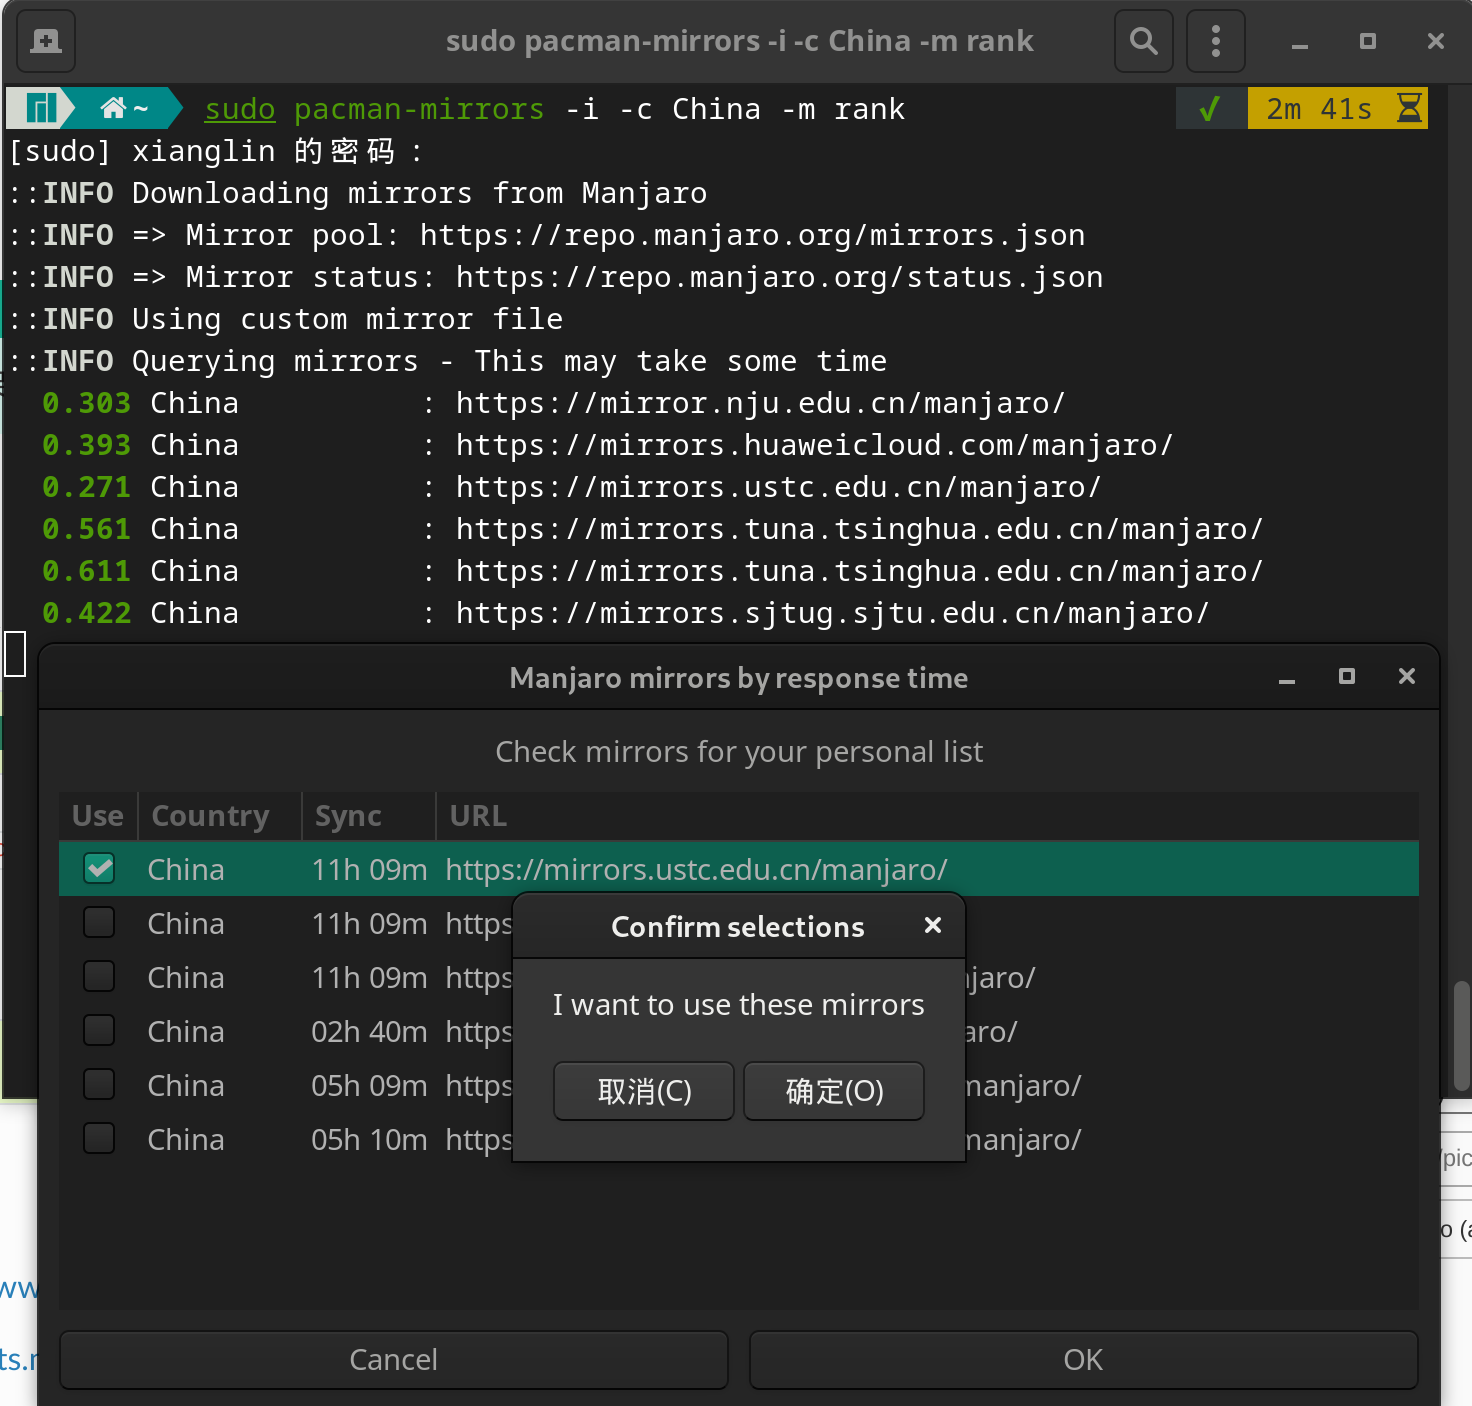 sudo pacman-mirrors -i -c China -m rank
~ sudo pacman-mirrors -i -c China -m rank ✓ 2m 41s
[sudo] xianglin 的密码：
::INFO Downloading mirrors from Manjaro
::INFO => Mirror pool: https://repo.manjaro.org/mirrors.json
::INFO => Mirror status: https://repo.manjaro.org/status.json
::INFO Using custom mirror file
::INFO Querying mirrors - This may take some time
0.303 China : https://mirror.nju.edu.cn/manjaro/
0.393 China : https://mirrors.huaweicloud.com/manjaro/
0.271 China : https://mirrors.ustc.edu.cn/manjaro/
0.561 China : https://mirrors.tuna.tsinghua.edu.cn/manjaro/
0.611 China : https://mirrors.tuna.tsinghua.edu.cn/manjaro/
0.422 China : https://mirrors.sjtug.sjtu.edu.cn/manjaro/
Manjaro mirrors by response time
Check mirrors for your personal list
Use Country Sync URL
China 11h 09m https://mirrors.ustc.edu.cn/manjaro/
China 11h 09m https
China 11h 09m https jaro/
China 02h 40m https aro/
China 05h 09m https manjaro/
China 05h 10m https manjaro/
Confirm selections
I want to use these mirrors
取消(C) 确定(O)
Cancel OK
/pic
o (a
ww
ts.r